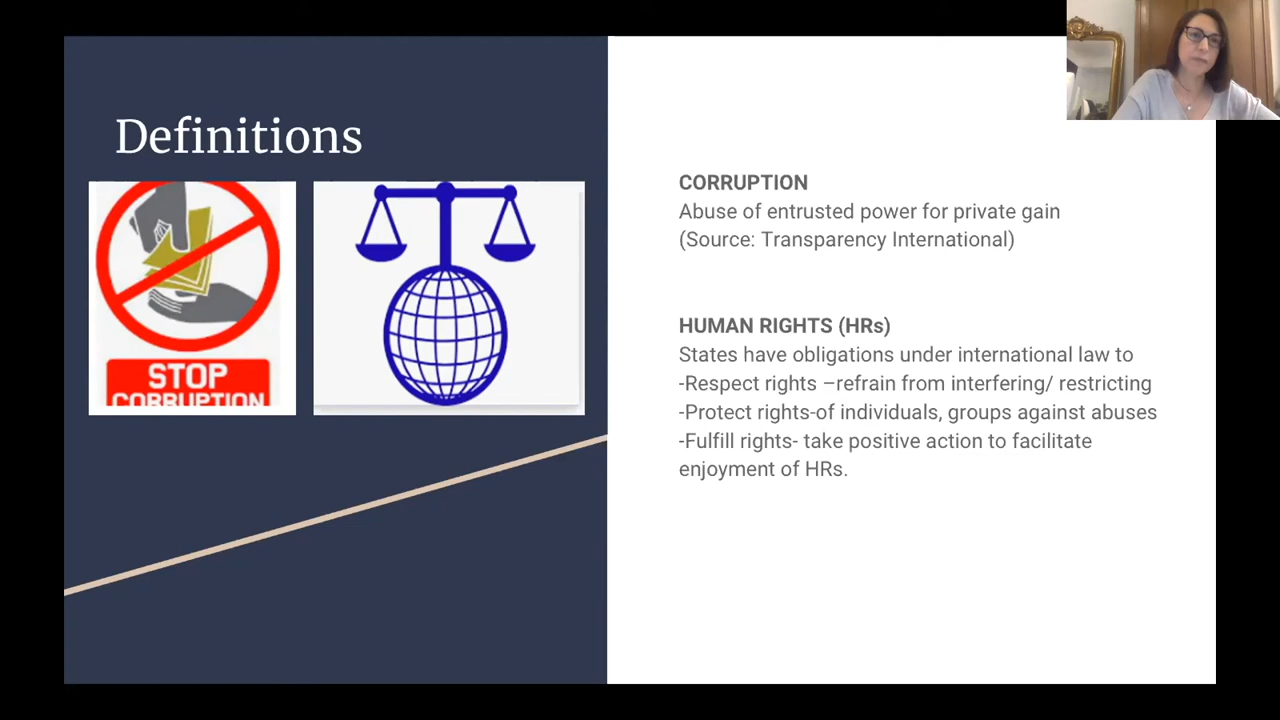 Definitions
STOP
CORRUPTION
CORRUPTION
Abuse of entrusted power for private gain
(Source: Transparency International)
HUMAN RIGHTS (HRs)
States have obligations under international law to
-Respect rights –refrain from interfering/ restricting
-Protect rights-of individuals, groups against abuses
-Fulfill rights- take positive action to facilitate
enjoyment of HRs.